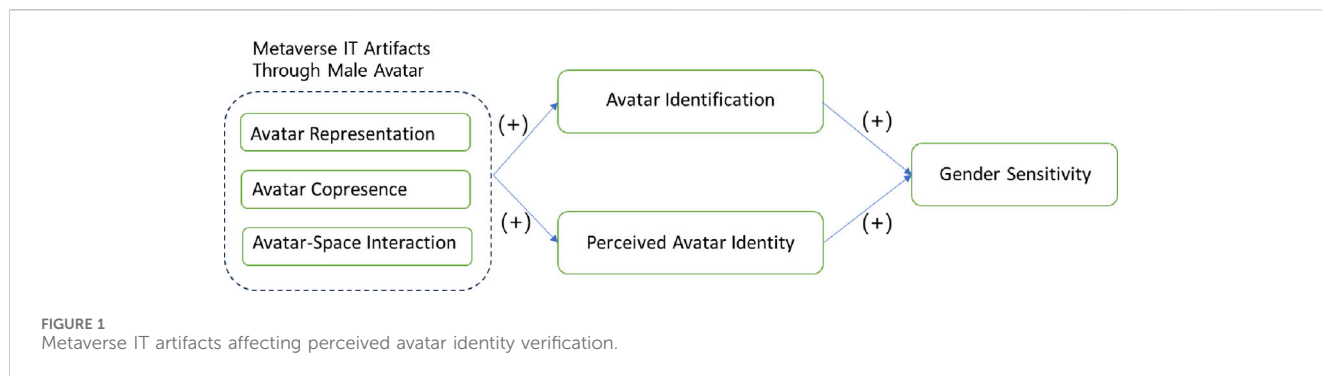 Metaverse IT Artifacts
Through Male Avatar
Avatar Representation
Avatar Copresence
Avatar-Space Interaction
(+)
(+)
Avatar Identification
Perceived Avatar Identity
(+)
(+)
Gender Sensitivity
FIGURE 1
Metaverse IT artifacts affecting perceived avatar identity verification.